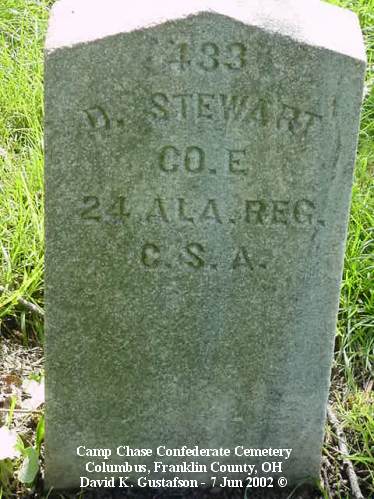 433
D. STEWART
CO. E
24 ALA. REG.
C. S. A.
Camp Chase Confederate Cemetery
Columbus, Franklin County, OH
David K. Gustafson - 7 Jun 2002 ©